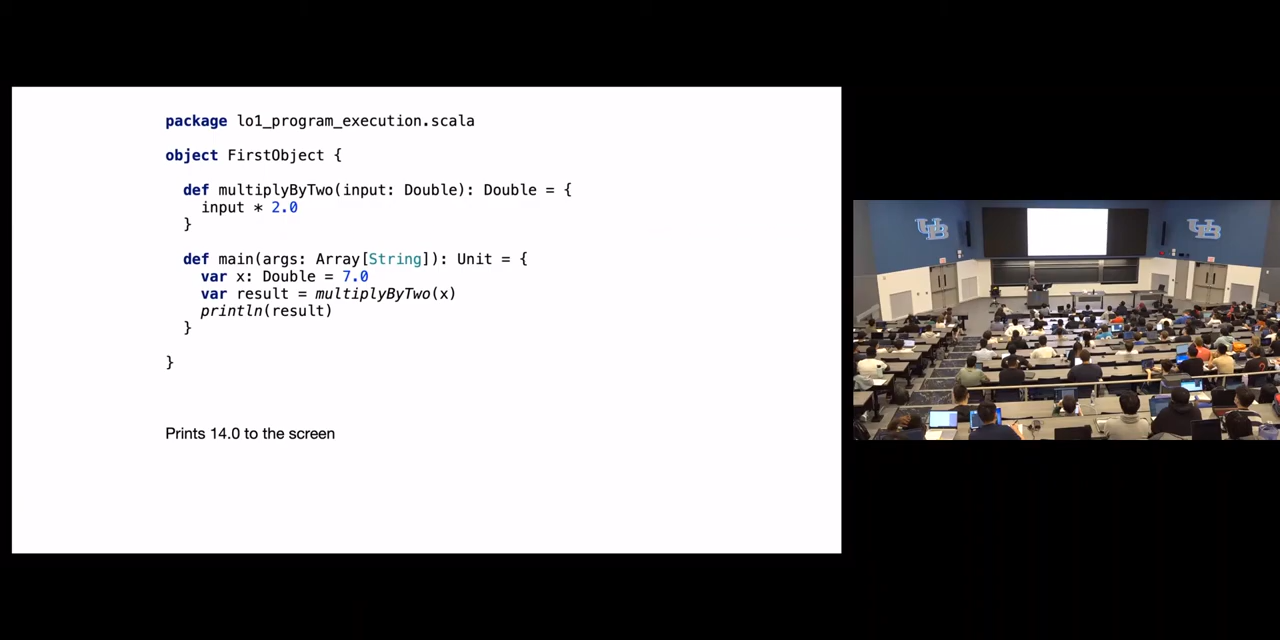 package lo1_program_execution.scala
object FirstObject {
def multiplyByTwo(input: Double): Double = {
input * 2.0
}
def main(args: Array[String]): Unit = {
var x: Double = 7.0
var result = multiplyByTwo(x)
println(result)
}
}
Prints 14.0 to the screen
UB
UB